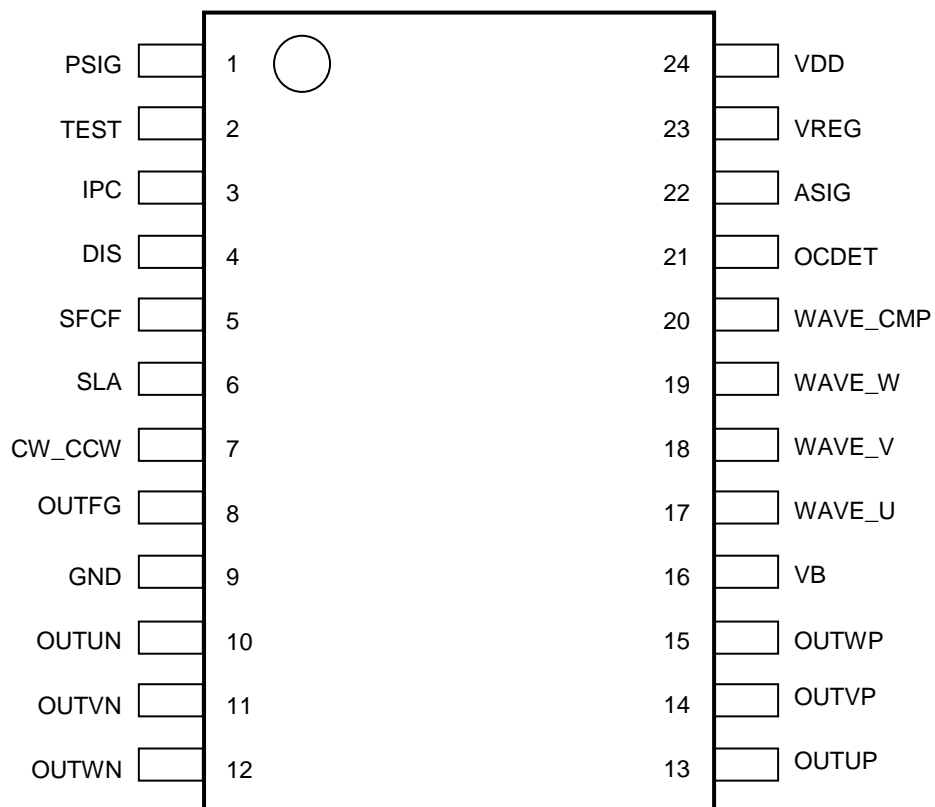 PSIG 1 24 VDD
TEST 2 23 VREG
IPC 3 22 ASIG
DIS 4 21 OCDET
SFCF 5 20 WAVE_CMP
SLA 6 19 WAVE_W
CW_CCW 7 18 WAVE_V
OUTFG 8 17 WAVE_U
GND 9 16 VB
OUTUN 10 15 OUTWP
OUTVN 11 14 OUTVP
OUTWN 12 13 OUTUP